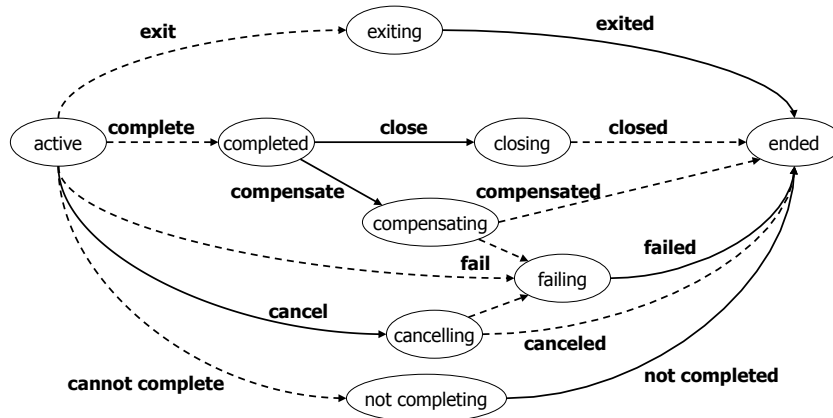 exit
exiting
exited
active
complete
completed
close
closing
closed
ended
compensate
compensating
compensated
fail
failing
failed
cancel
cancelling
canceled
cannot complete
not completing
not completed